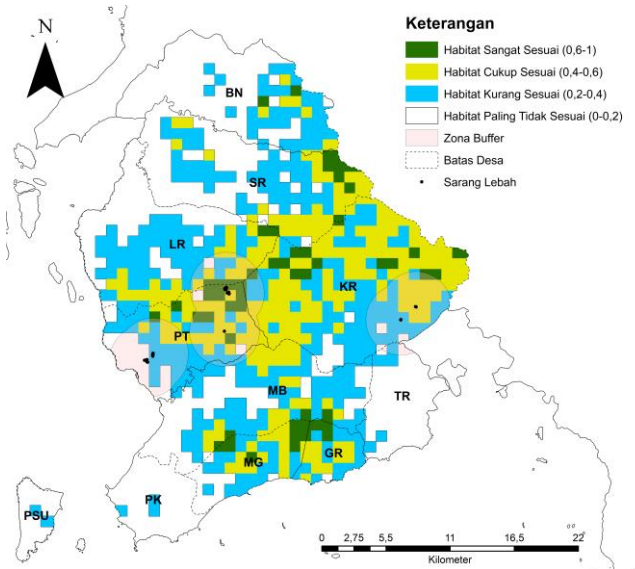 N
Keterangan
Habitat Sangat Sesuai (0,6-1)
Habitat Cukup Sesuai (0,4-0,6)
Habitat Kurang Sesuai (0,2-0,4)
Habitat Paling Tidak Sesuai (0-0,2)
Zona Buffer
Batas Desa
Sarang Lebah
BN
SR
LR
KR
PT
MB
TR
MG
GR
PK
PSU
0 2,75 5,5 11 16,5 22
Kilometer